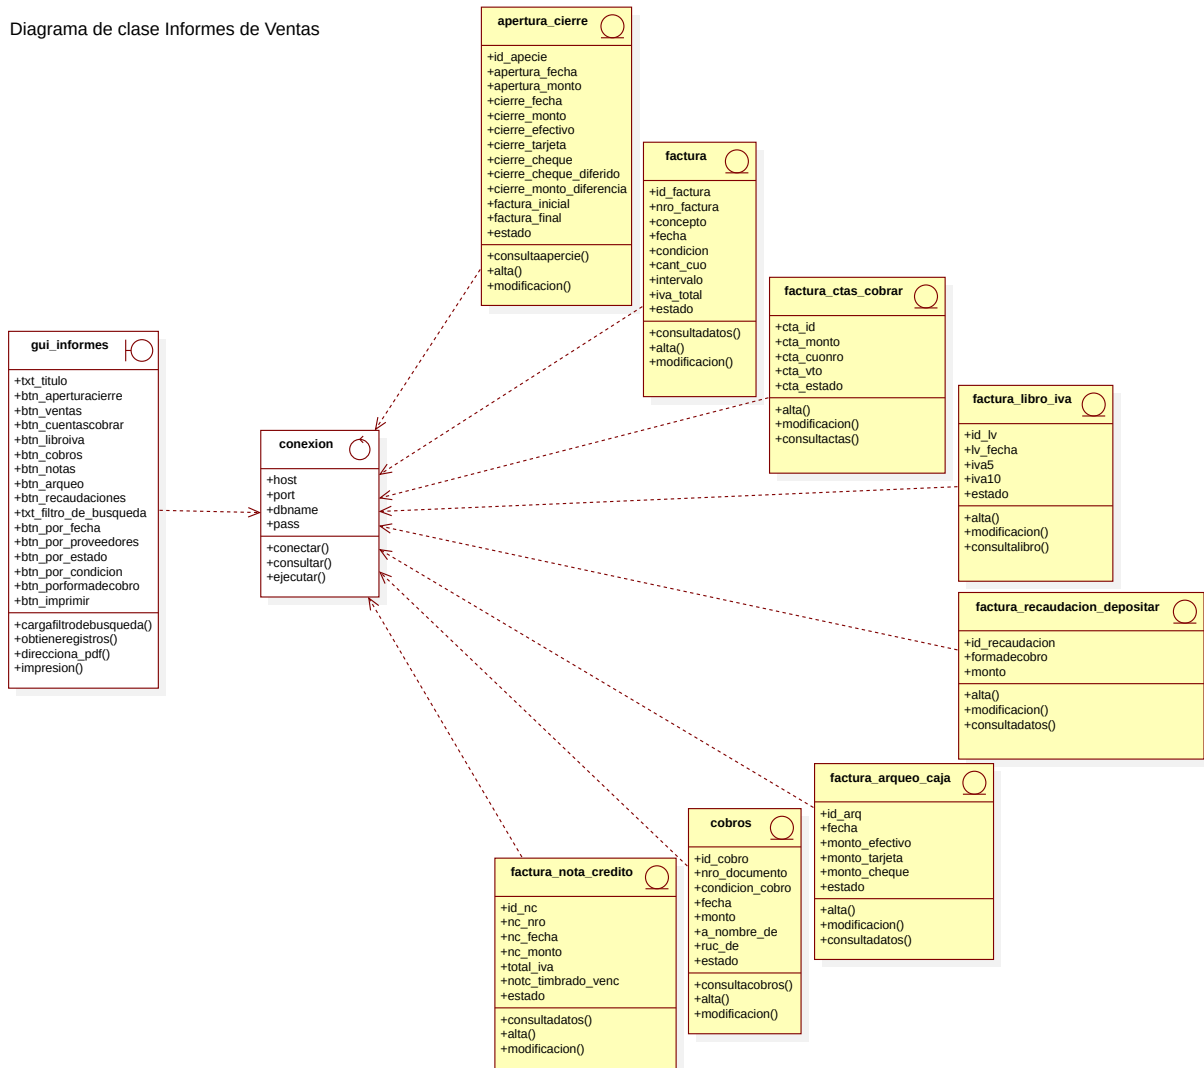 Diagrama de clase Informes de Ventas
apertura_cierre
+id_apecie
+apertura_fecha
+apertura_monto
+cierre_fecha
+cierre_monto
+cierre_efectivo
+cierre_tarjeta
+cierre_cheque
+cierre_cheque_diferido
+cierre_monto_diferencia
+factura_inicial
+factura_final
+estado
+consultaapercie()
+alta()
+modificacion()
factura
+id_factura
+nro_factura
+concepto
+fecha
+condicion
+cant_cuo
+intervalo
+iva_total
+estado
+consultadatos()
+alta()
+modificacion()
factura_ctas_cobrar
+cta_id
+cta_monto
+cta_cuonro
+cta_vto
+cta_estado
+alta()
+modificacion()
+consultactas()
gui_informes
+txt_titulo
+btn_aperturacierre
+btn_ventas
+btn_cuentascobrar
+btn_libroiva
+btn_cobros
+btn_notas
+btn_arqueo
+btn_recaudaciones
+txt_filtro_de_busqueda
+btn_por_fecha
+btn_por_proveedores
+btn_por_estado
+btn_por_condicion
+btn_porformadecobro
+btn_imprimir
+cargafiltrodebusqueda()
+obtieneregistros()
+direcciona_pdf()
+impresion()
conexion
+host
+port
+dbname
+pass
+conectar()
+consultar()
+ejecutar()
factura_libro_iva
+id_lv
+lv_fecha
+iva5
+iva10
+estado
+alta()
+modificacion()
+consultalibro()
factura_recaudacion_depositar
+id_recaudacion
+formadecobro
+monto
+alta()
+modificacion()
+consultadatos()
factura_arqueo_caja
+id_arq
+fecha
+monto_efectivo
+monto_tarjeta
+monto_cheque
+estado
+alta()
+modificacion()
+consultadatos()
cobros
+id_cobro
+nro_documento
+condicion_cobro
+fecha
+monto
+a_nombre_de
+ruc_de
+estado
+consultacobros()
+alta()
+modificacion()
factura_nota_credito
+id_nc
+nc_nro
+nc_fecha
+nc_monto
+total_iva
+notc_timbrado_venc
+estado
+consultadatos()
+alta()
+modificacion()